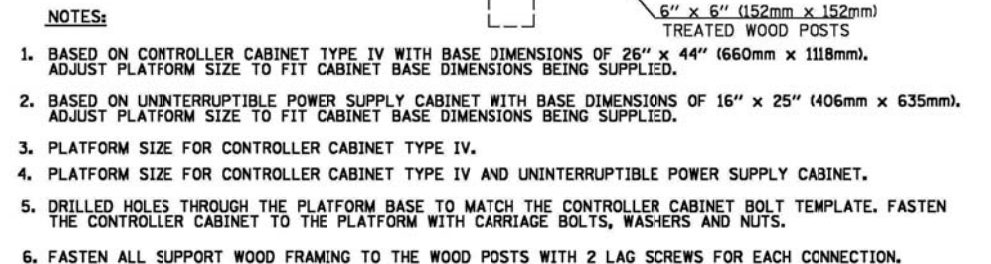 6" x 6" (152mm x 152mm)
TREATED WOOD POSTS
NOTES:
1. BASED ON CONTROLLER CABINET TYPE IV WITH BASE DIMENSIONS OF 26" x 44" (660mm x 1118mm).
ADJUST PLATFORM SIZE TO FIT CABINET BASE DIMENSIONS BEING SUPPLIED.
2. BASED ON UNINTERRUPTIBLE POWER SUPPLY CABINET WITH BASE DIMENSIONS OF 16" x 25" (406mm x 635mm).
ADJUST PLATFORM SIZE TO FIT CABINET BASE DIMENSIONS BEING SUPPLIED.
3. PLATFORM SIZE FOR CONTROLLER CABINET TYPE IV.
4. PLATFORM SIZE FOR CONTROLLER CABINET TYPE IV AND UNINTERRUPTIBLE POWER SUPPLY CABINET.
5. DRILLED HOLES THROUGH THE PLATFORM BASE TO MATCH THE CONTROLLER CABINET BOLT TEMPLATE. FASTEN
THE CONTROLLER CABINET TO THE PLATFORM WITH CARRIAGE BOLTS, WASHERS AND NUTS.
6. FASTEN ALL SUPPORT WOOD FRAMING TO THE WOOD POSTS WITH 2 LAG SCREWS FOR EACH CONNECTION.